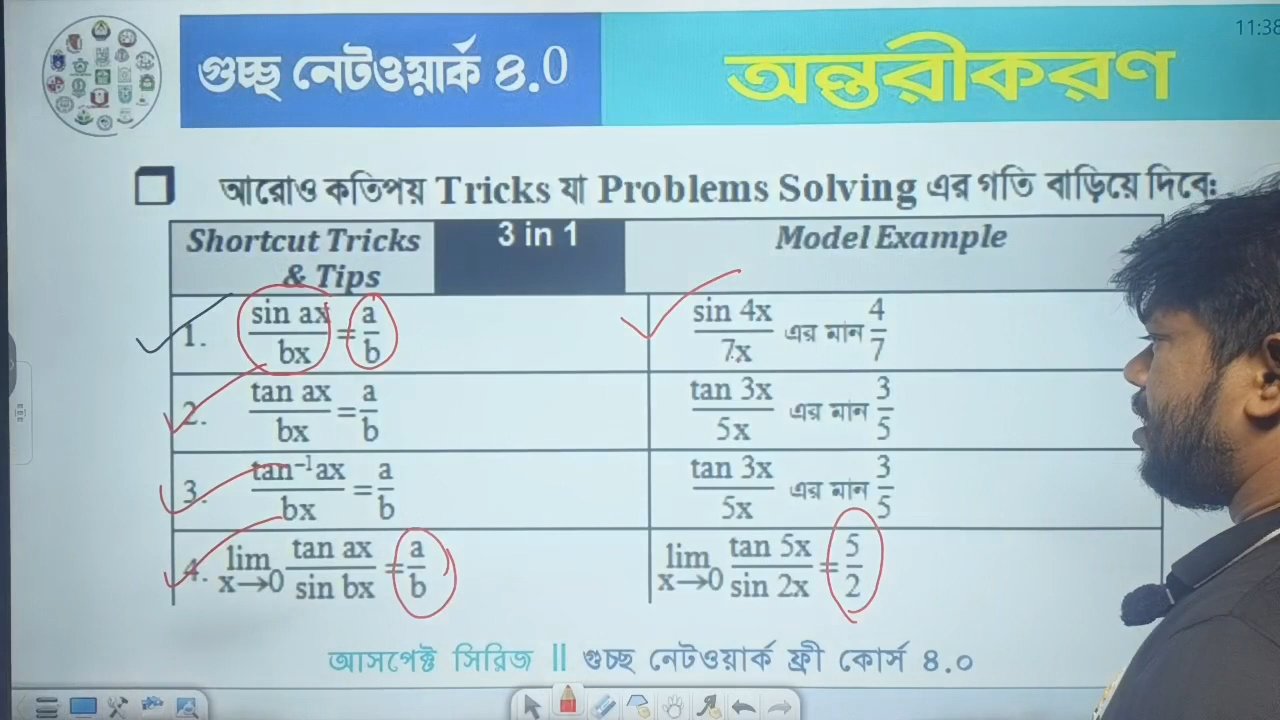 11:38
গুচ্ছ নেটওয়ার্ক ৪.0
অন্তরীকরণ
আরোও কতিপয় Tricks যা Problems Solving এর গতি বাড়িয়ে দিবে:
Shortcut Tricks & Tips
3 in 1
Model Example
1. sin ax / bx = a/b
sin 4x / 7x এর মান 4/7
2. tan ax / bx = a/b
tan 3x / 5x এর মান 3/5
3. tan⁻¹ax / bx = a/b
tan 3x / 5x এর মান 3/5
4. lim x→0 tan ax / sin bx = a/b
lim x→0 tan 5x / sin 2x = 5/2
আসপেক্ট সিরিজ || গুচ্ছ নেটওয়ার্ক ফ্রী কোর্স ৪.০